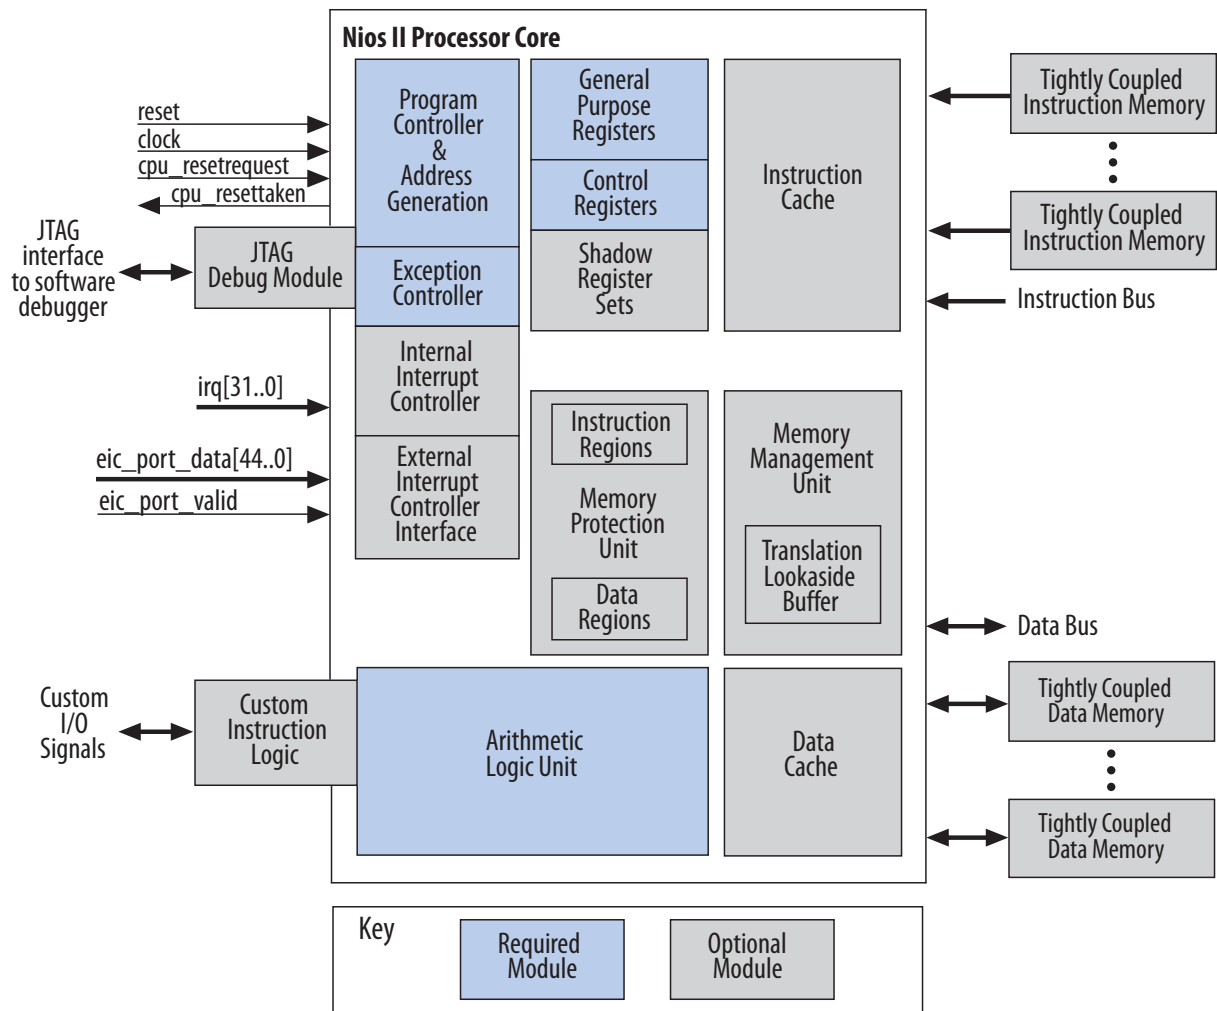 Nios II Processor Core
reset
clock
cpu_resetrequest
cpu_resettaken
JTAG
interface
to software
debugger
JTAG
Debug Module
irq[31..0]
eic_port_data[44..0]
eic_port_valid
Custom
I/O
Signals
Custom
Instruction
Logic
Program
Controller
&
Address
Generation
Exception
Controller
Internal
Interrupt
Controller
External
Interrupt
Controller
Interface
General
Purpose
Registers
Control
Registers
Shadow
Register
Sets
Instruction
Cache
Instruction
Regions
Memory
Protection
Unit
Data
Regions
Memory
Management
Unit
Translation
Lookaside
Buffer
Arithmetic
Logic Unit
Data
Cache
Tightly Coupled
Instruction Memory
Tightly Coupled
Instruction Memory
Instruction Bus
Data Bus
Tightly Coupled
Data Memory
Tightly Coupled
Data Memory
Key
Required
Module
Optional
Module